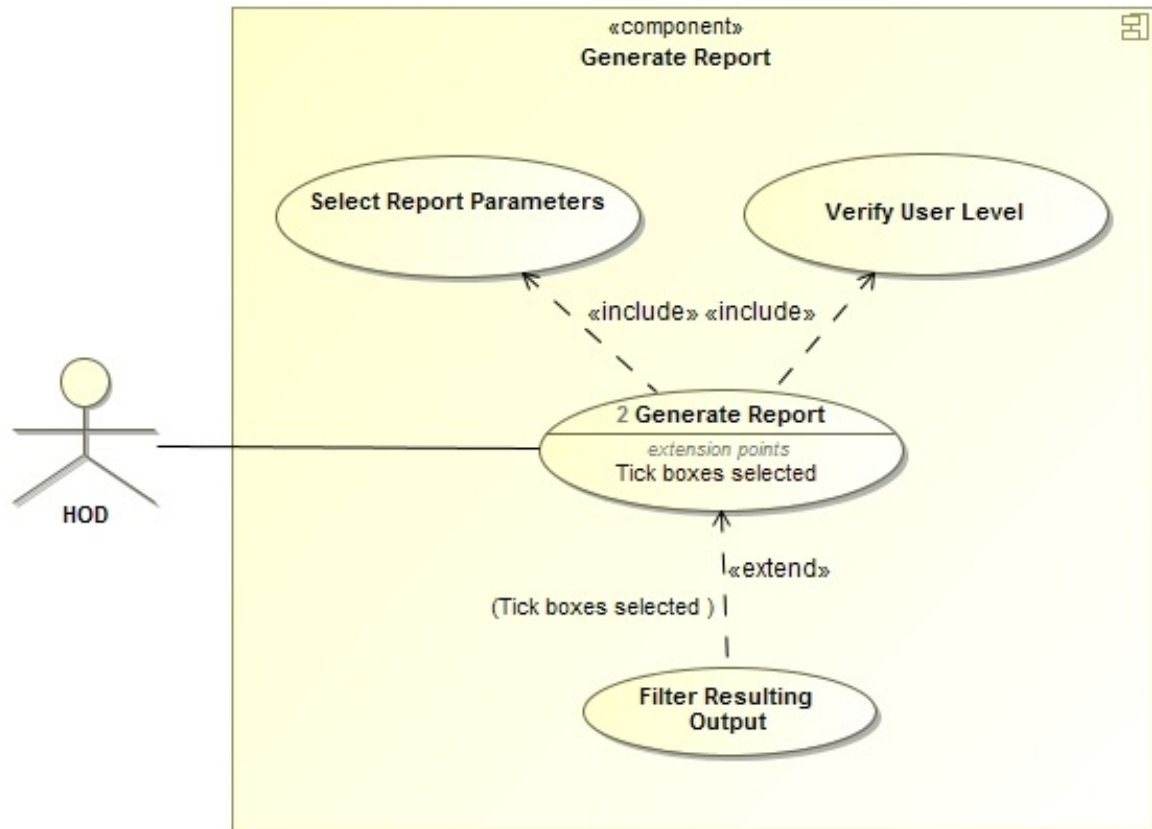 «component»
Generate Report
Select Report Parameters
Verify User Level
«include» «include»
2 Generate Report
extension points
Tick boxes selected
HOD
«extend»
(Tick boxes selected )
Filter Resulting
Output